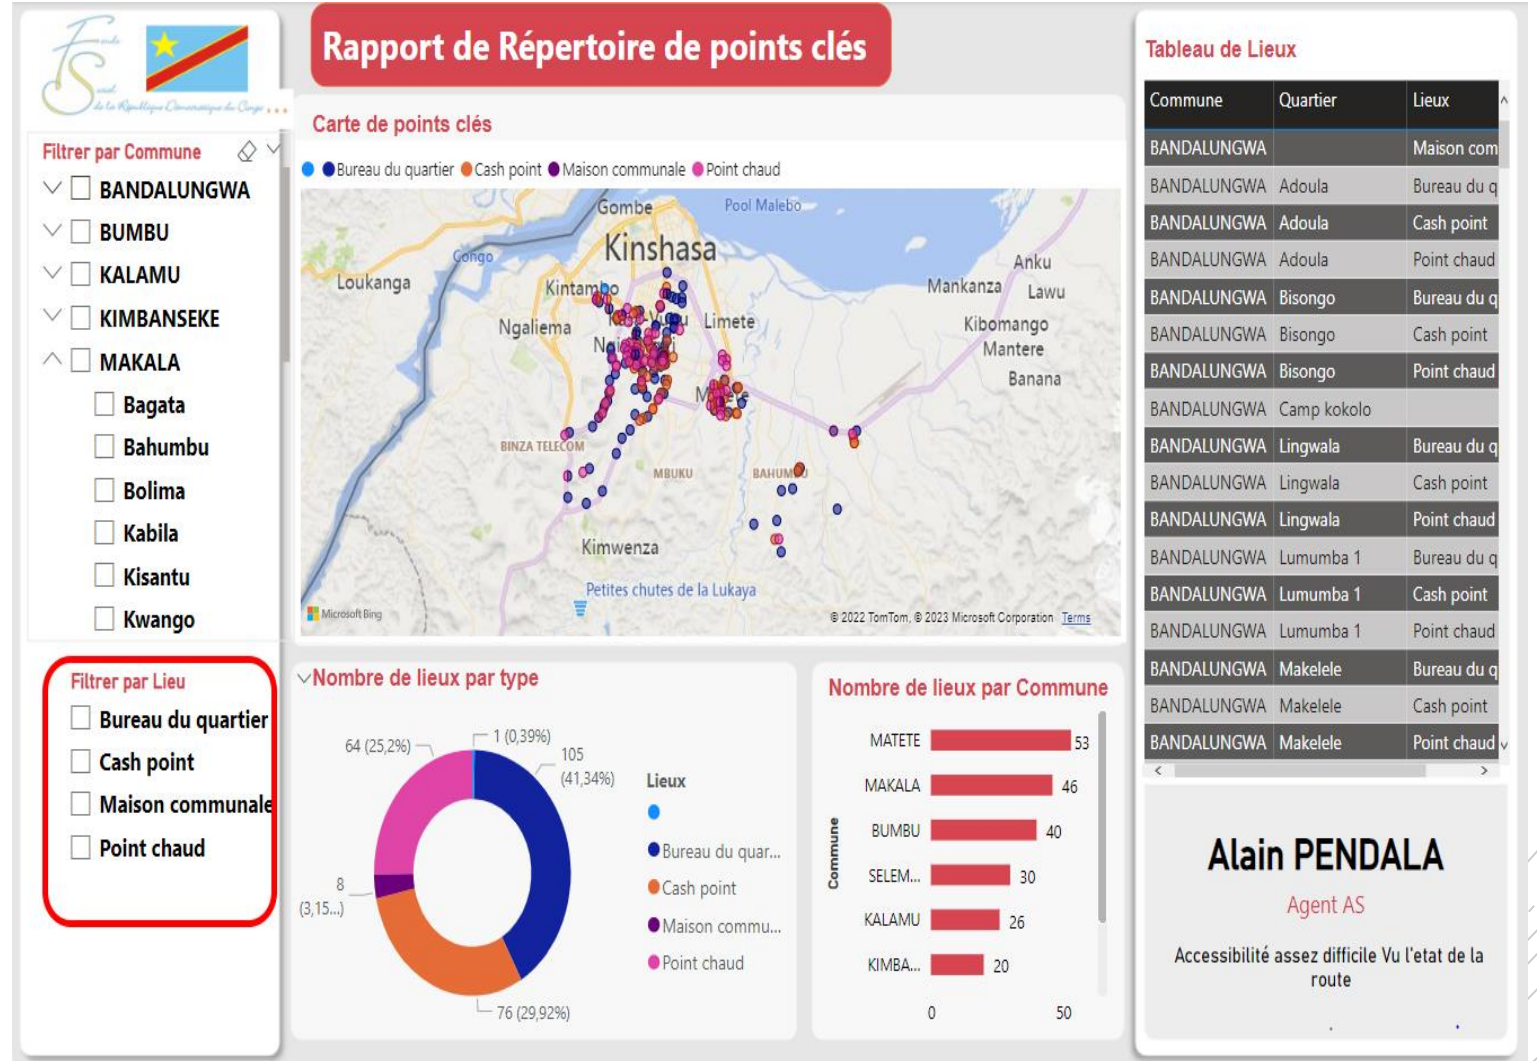 Fonds
Social
de la République Démocratique du Congo ...
Rapport de Répertoire de points clés
Filtrer par Commune
BANDALUNGWA
BUMBU
KALAMU
KIMBANSEKE
MAKALA
Bagata
Bahumbu
Bolima
Kabila
Kisantu
Kwango
Filtrer par Lieu
Bureau du quartier
Cash point
Maison communale
Point chaud
Carte de points clés
Bureau du quartier Cash point Maison communale Point chaud
Gombe
Pool Malebo
Kinshasa
Congo
Anku
Loukanga
Kintambo
Mankanza
Lawu
Ngaliema
Limete
Kibomango
Mantere
Banana
BINZA TELECOM
MBUKU
BAHUMBU
Kimwenza
Petites chutes de la Lukaya
Microsoft Bing
© 2022 TomTom, © 2023 Microsoft Corporation Terms
Nombre de lieux par type
1 (0,39%)
64 (25,2%)
105
(41,34%)
8
(3,15...)
76 (29,92%)
Lieux
Bureau du quar...
Cash point
Maison commu...
Point chaud
Nombre de lieux par Commune
Commune
MATETE 53
MAKALA 46
BUMBU 40
SELEM... 30
KALAMU 26
KIMBA... 20
0 50
Tableau de Lieux
Commune Quartier Lieux
BANDALUNGWA Maison com
BANDALUNGWA Adoula Bureau du q
BANDALUNGWA Adoula Cash point
BANDALUNGWA Adoula Point chaud
BANDALUNGWA Bisongo Bureau du q
BANDALUNGWA Bisongo Cash point
BANDALUNGWA Bisongo Point chaud
BANDALUNGWA Camp kokolo
BANDALUNGWA Lingwala Bureau du q
BANDALUNGWA Lingwala Cash point
BANDALUNGWA Lingwala Point chaud
BANDALUNGWA Lumumba 1 Bureau du q
BANDALUNGWA Lumumba 1 Cash point
BANDALUNGWA Lumumba 1 Point chaud
BANDALUNGWA Makelele Bureau du q
BANDALUNGWA Makelele Cash point
BANDALUNGWA Makelele Point chaud
Alain PENDALA
Agent AS
Accessibilité assez difficile Vu l'etat de la
route